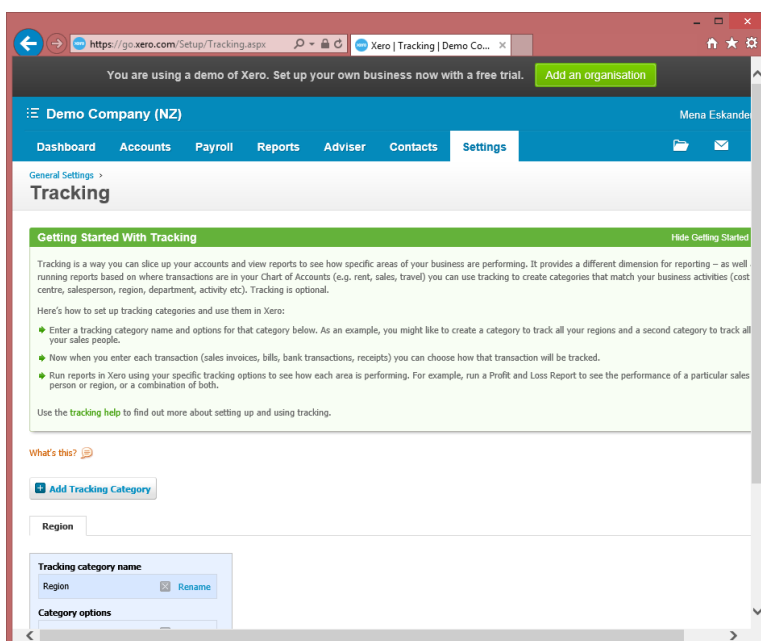 https://go.xero.com/Setup/Tracking.aspx
Xero | Tracking | Demo Co...
You are using a demo of Xero. Set up your own business now with a free trial.
Add an organisation
Demo Company (NZ)
Mena
Dashboard Accounts Payroll Reports Adviser Contacts Settings
General Settings ›
Tracking
Getting Started With Tracking
Hide Getting Started
Tracking is a way you can slice up your accounts and view reports to see how specific areas of your business are performing. It provides a different dimension for reporting – as well
running reports based on where transactions are in your Chart of Accounts (e.g. rent, sales, travel) you can use tracking to create categories that match your business activities (cost
centre, salesperson, region, department, activity etc). Tracking is optional.
Here's how to set up tracking categories and use them in Xero:
Enter a tracking category name and options for that category below. As an example, you might like to create a category to track all your regions and a second category to track all
your sales people.
Now when you enter each transaction (sales invoices, bills, bank transactions, receipts) you can choose how that transaction will be tracked.
Run reports in Xero using your specific tracking options to see how each area is performing. For example, run a Profit and Loss Report to see the performance of a particular sales
person or region, or a combination of both.
Use the tracking help to find out more about setting up and using tracking.
What's this?
Add Tracking Category
Region
Tracking category name
Region
Rename
Category options